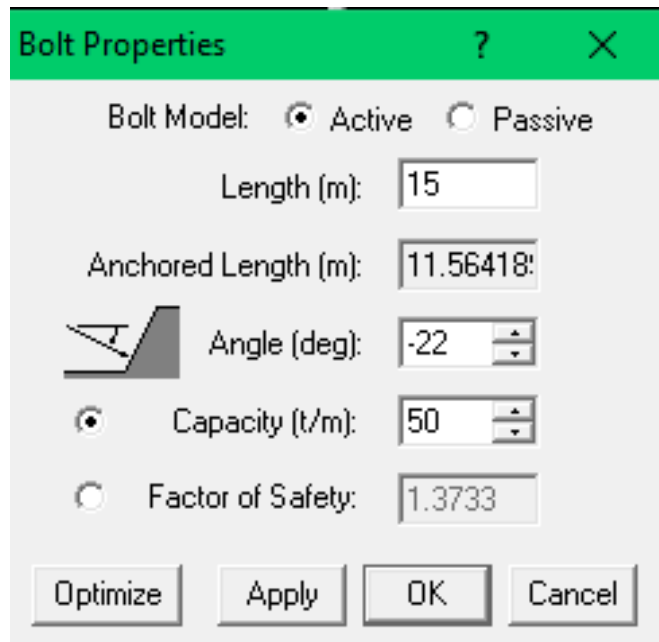 Bolt Properties ? ×
Bolt Model: Active Passive
Length (m): 15
Anchored Length (m): 11.56418
Angle (deg): -22
Capacity (t/m): 50
Factor of Safety: 1.3733
Optimize Apply OK Cancel